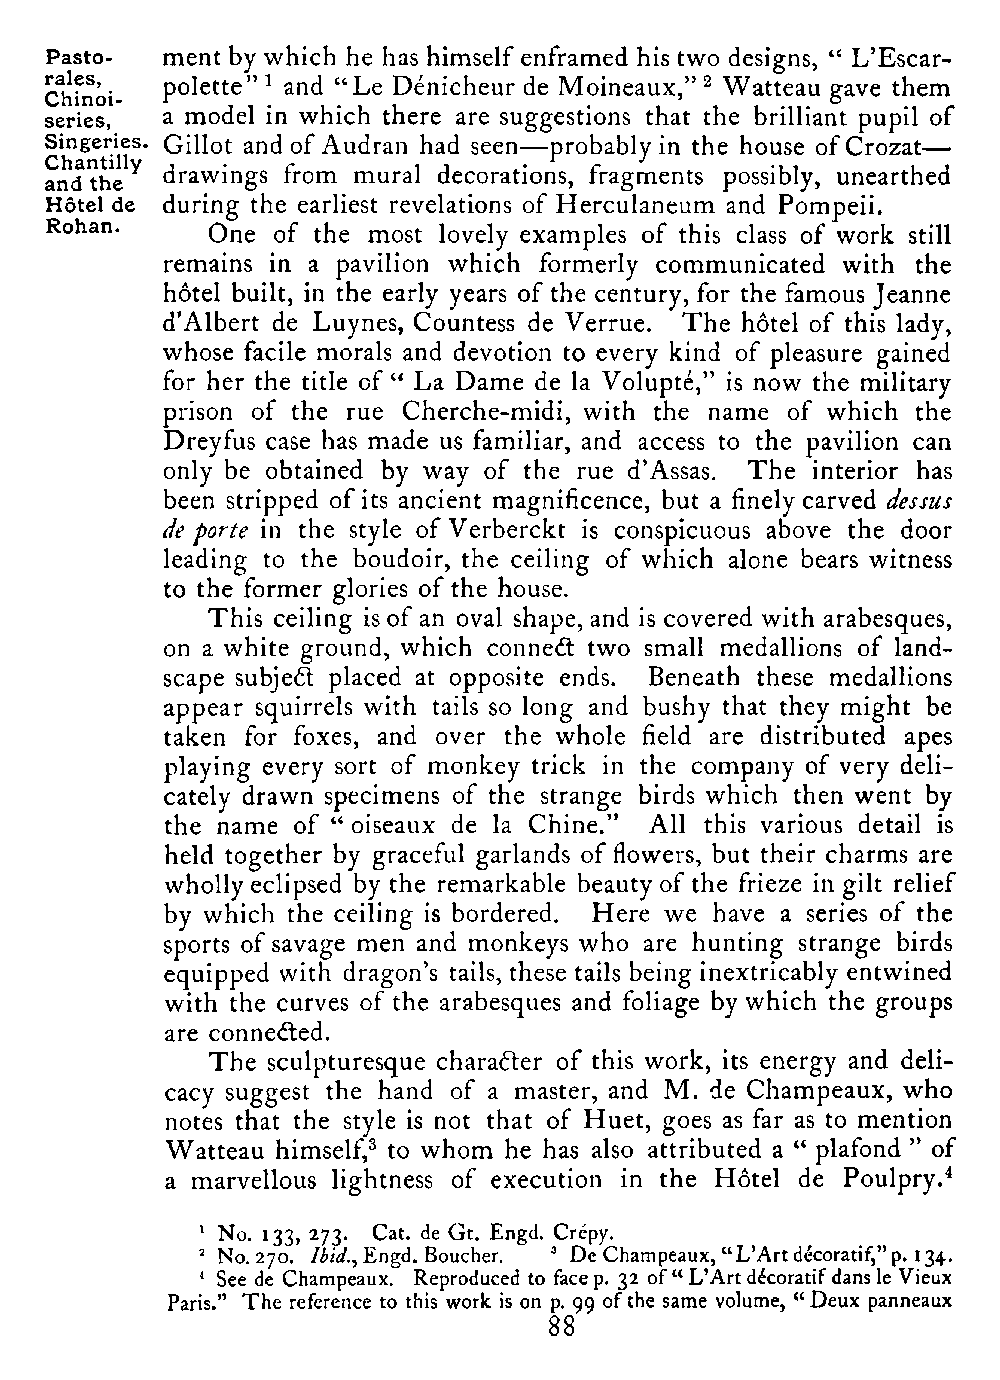 Pasto-
rales,
Chinoi-
series,
Singeries.
Chantilly
and the
Hôtel de
Rohan.
ment by which he has himself enframed his two designs, “ L’Escar-
polette” ¹ and “Le Dénicheur de Moineaux,” ² Watteau gave them
a model in which there are suggestions that the brilliant pupil of
Gillot and of Audran had seen—probably in the house of Crozat—
drawings from mural decorations, fragments possibly, unearthed
during the earliest revelations of Herculaneum and Pompeii.
One of the most lovely examples of this class of work still
remains in a pavilion which formerly communicated with the
hôtel built, in the early years of the century, for the famous Jeanne
d’Albert de Luynes, Countess de Verrue. The hôtel of this lady,
whose facile morals and devotion to every kind of pleasure gained
for her the title of “ La Dame de la Volupté,” is now the military
prison of the rue Cherche-midi, with the name of which the
Dreyfus case has made us familiar, and access to the pavilion can
only be obtained by way of the rue d’Assas. The interior has
been stripped of its ancient magnificence, but a finely carved dessus
de porte in the style of Verberckt is conspicuous above the door
leading to the boudoir, the ceiling of which alone bears witness
to the former glories of the house.
This ceiling is of an oval shape, and is covered with arabesques,
on a white ground, which connect two small medallions of land-
scape subject placed at opposite ends. Beneath these medallions
appear squirrels with tails so long and bushy that they might be
taken for foxes, and over the whole field are distributed apes
playing every sort of monkey trick in the company of very deli-
cately drawn specimens of the strange birds which then went by
the name of “ oiseaux de la Chine.” All this various detail is
held together by graceful garlands of flowers, but their charms are
wholly eclipsed by the remarkable beauty of the frieze in gilt relief
by which the ceiling is bordered. Here we have a series of the
sports of savage men and monkeys who are hunting strange birds
equipped with dragon’s tails, these tails being inextricably entwined
with the curves of the arabesques and foliage by which the groups
are connected.
The sculpturesque character of this work, its energy and deli-
cacy suggest the hand of a master, and M. de Champeaux, who
notes that the style is not that of Huet, goes as far as to mention
Watteau himself,³ to whom he has also attributed a “ plafond ” of
a marvellous lightness of execution in the Hôtel de Poulpry.⁴
¹ No. 133, 273. Cat. de Gt. Engd. Crépy.
² No. 270. Ibid., Engd. Boucher. ³ De Champeaux, “L’Art décoratif,” p. 134.
⁴ See de Champeaux. Reproduced to face p. 32 of “ L’Art décoratif dans le Vieux
Paris.” The reference to this work is on p. 99 of the same volume, “ Deux panneaux
88